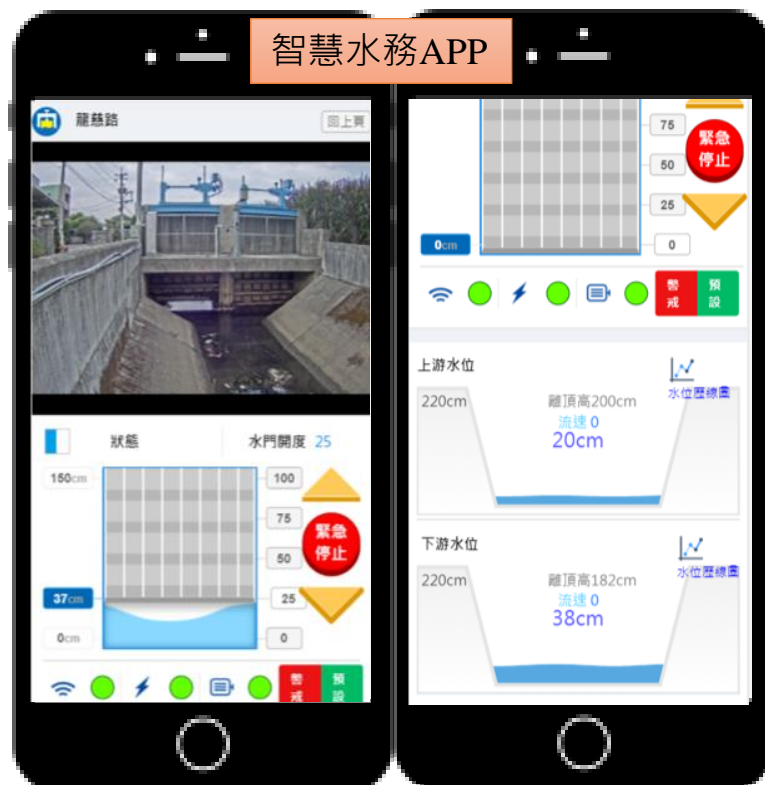 智慧水務APP
龍慈路
回上頁
狀態
水門開度 25
150cm
100
75
緊急
停止
50
37cm
25
0cm
0
警
戒
預
設
75
緊急
停止
50
25
0cm
0
警
戒
預
設
上游水位
水位歷線圖
220cm
離頂高200cm
流速 0
20cm
下游水位
水位歷線圖
220cm
離頂高182cm
流速 0
38cm